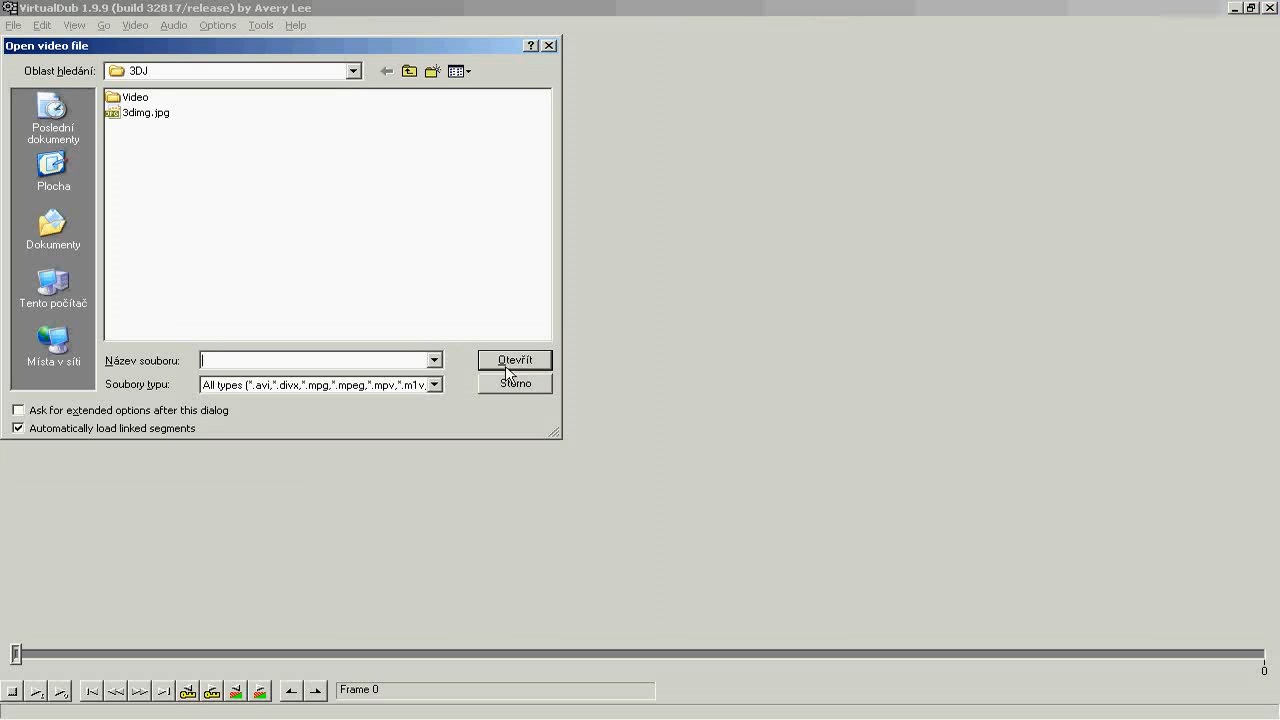 VirtualDub 1.9.9 (build 32817/release) by Avery Lee
File Edit View Go Video Audio Options Tools Help
Open video file
Oblast hledání: 3DJ
Video
3dimg.jpg
Poslední
dokumenty
Plocha
Dokumenty
Tento počítač
Místa v síti
Název souboru: Otevřít
Soubory typu: All types (*.avi,*.divx,*.mpg,*.mpeg,*.mpv,*.m1v, Storno
Ask for extended options after this dialog
Automatically load linked segments
0
Frame 0